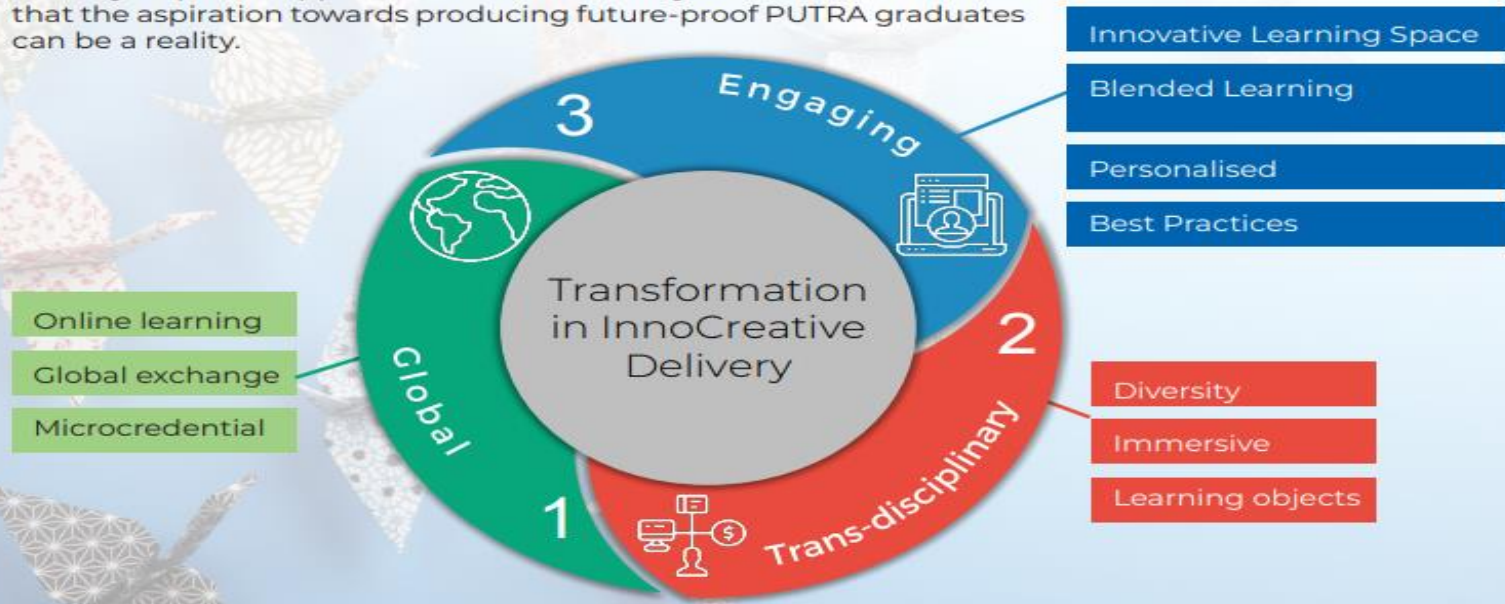 that the aspiration towards producing future-proof PUTRA graduates
can be a reality.
3
Engaging
Innovative Learning Space
Blended Learning
Personalised
Best Practices
Transformation
in InnoCreative
Delivery
Global
1
Online learning
Global exchange
Microcredential
2
Trans-disciplinary
Diversity
Immersive
Learning objects